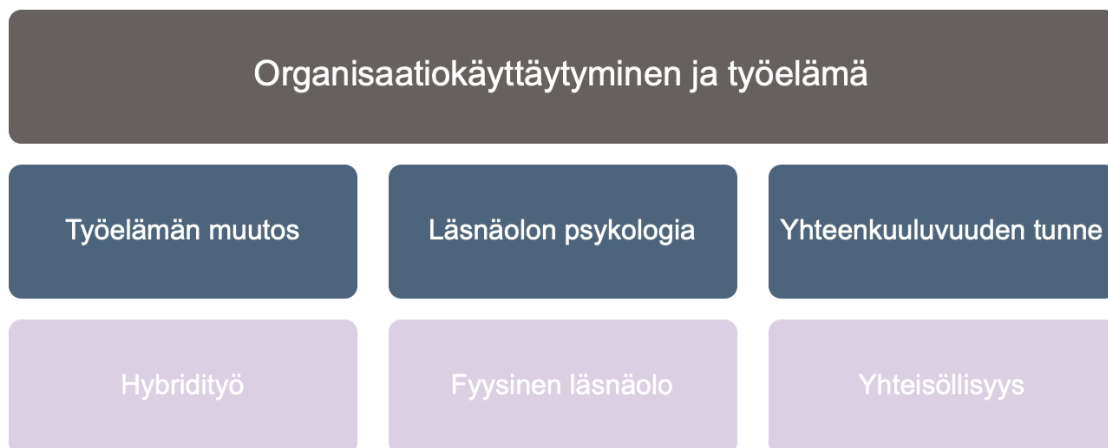 Organisaatiokäyttäytyminen ja työelämä
Työelämän muutos
Läsnäolon psykologia
Yhteenkuuluvuuden tunne
Hybridityö
Fyysinen läsnäolo
Yhteisöllisyys